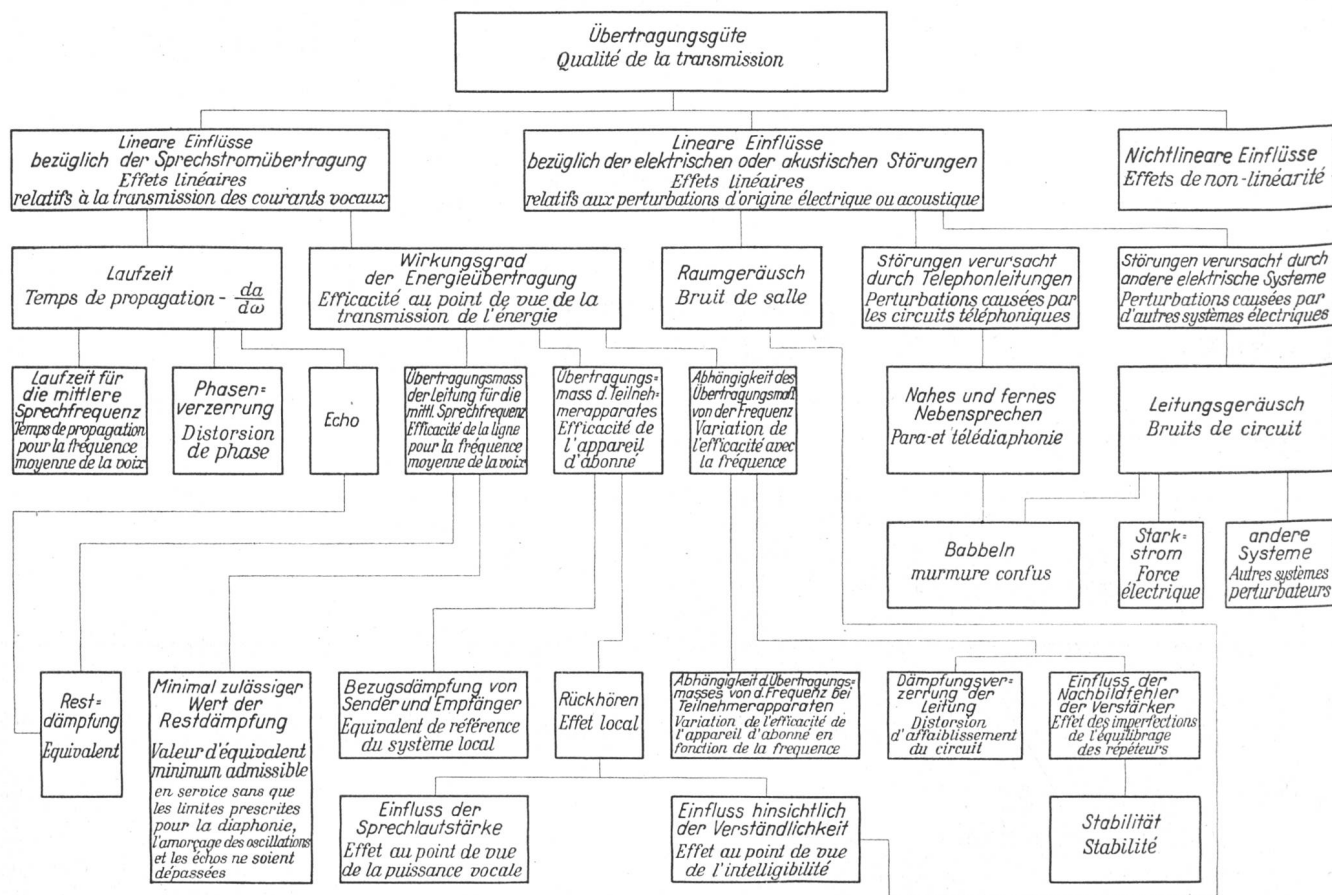 Übertragungsgüte
Qualité de la transmission
Lineare Einflüsse
bezüglich der Sprechstromübertragung
Effets linéaires
relatifs à la transmission des courants vocaux
Lineare Einflüsse
bezüglich der elektrischen oder akustischen Störungen
Effets linéaires
relatifs aux perturbations d'origine électrique ou acoustique
Nichtlineare Einflüsse
Effets de non-linéarité
Laufzeit
Temps de propagation - da/dω
Wirkungsgrad
der Energieübertragung
Efficacité au point de vue de la
transmission de l'énergie
Raumgeräusch
Bruit de salle
Störungen verursacht
durch Telephonleitungen
Perturbations causées par
les circuits téléphoniques
Störungen verursacht durch
andere elektrische Systeme
Perturbations causées par
d'autres systèmes électriques
Laufzeit für
die mittlere
Sprechfrequenz
Temps de propagation
pour la fréquence
moyenne de la voix
Phasen=
verzerrung
Distorsion
de phase
Echo
Übertragungsmass
der Leitung für die
mittl. Sprechfrequenz
Efficacité de la ligne
pour la fréquence
moyenne de la voix
Übertragungs=
mass d. Teilneh=
merapparates
Efficacité de
l'appareil
d'abonné
Abhängigkeit des
Übertragungsmaß
von der Frequenz
Variation de
l'efficacité avec
la fréquence
Nahes und fernes
Nebensprechen
Para-et télédiaphonie
Leitungsgeräusch
Bruits de circuit
Babbeln
murmure confus
Stark=
strom
Force
électrique
andere
Systeme
Autres systèmes
perturbateurs
Rest=
dämpfung
Equivalent
Minimal zulässiger
Wert der
Restdämpfung
Valeur d'équivalent
minimum admissible
en service sans que
les limites prescrites
pour la diaphonie,
l'amorçage des oscillations
et les échos ne soient
dépassées
Bezugsdämpfung von
Sender und Empfänger
Equivalent de référence
du système local
Rückhören
Effet local
Abhängigkeit d. Übertragungs=
masses von d. Frequenz bei
Teilnehmerapparaten
Variation de l'efficacité de
l'appareil d'abonné en
fonction de la frequence
Dämpfungsver=
zerrung der
Leitung
Distorsion
d'affaiblissement
du circuit
Einfluss der
Nachbildfehler
der Verstärker
Effet des imperfections
de l'équilibrage
des répéteurs
Einfluss der
Sprechlautstärke
Effet au point de vue
de la puissance vocale
Einfluss hinsichtlich
der Verständlichkeit
Effet au point de vue
de l'intelligibilité
Stabilität
Stabilité